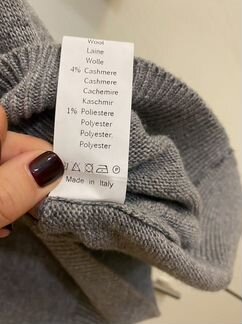 Wool
Laine
Wolle
4% Cashmere
Cashmere
Cachemire
Kaschmir
1% Poliestere
Polyester
Polyester.
Polyester
Made in Italy